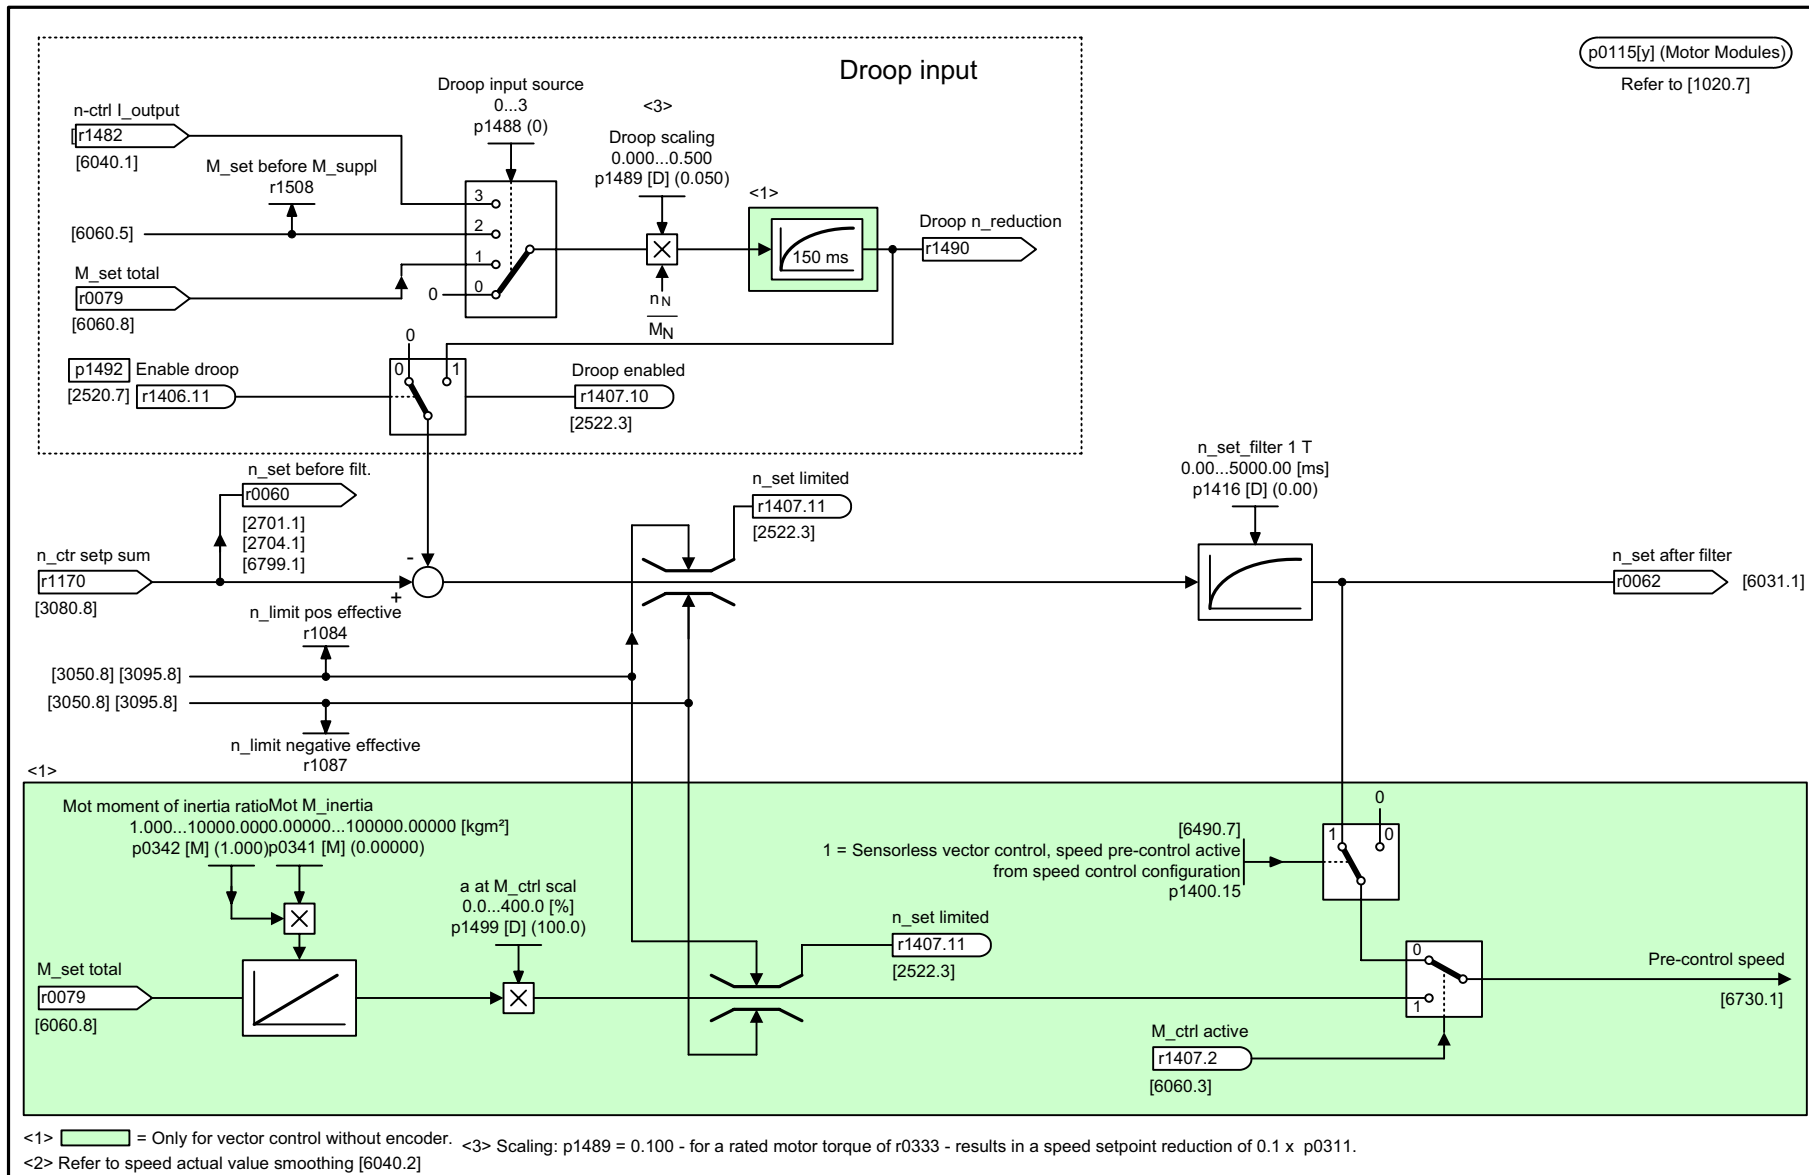 Droop input
p0115[y] (Motor Modules)
Refer to [1020.7]
Droop input source
0...3
p1488 (0)
<3>
Droop scaling
0.000...0.500
p1489 [D] (0.050)
n-ctrl I_output
[r1482
[6040.1]
M_set before M_suppl
r1508
[6060.5]
M_set total
r0079
[6060.8]
3
2
1
0
0
n N
M N
<1>
150 ms
Droop n_reduction
r1490
p1492
Enable droop
[2520.7]
r1406.11
0
0
1
Droop enabled
r1407.10
[2522.3]
n_set before filt.
r0060
[2701.1]
[2704.1]
[6799.1]
n_set limited
r1407.11
[2522.3]
n_set_filter 1 T
0.00...5000.00 [ms]
p1416 [D] (0.00)
n_ctr setp sum
r1170
[3080.8]
-
+
n_set after filter
r0062
[6031.1]
n_limit pos effective
r1084
[3050.8] [3095.8]
[3050.8] [3095.8]
n_limit negative effective
r1087
<1>
Mot moment of inertia ratio
1.000...10000.000
p0342 [M] (1.000)
Mot M_inertia
0.00000...100000.00000 [kgm²]
p0341 [M] (0.00000)
a at M_ctrl scal
0.0...400.0 [%]
p1499 [D] (100.0)
[6490.7]
1 = Sensorless vector control, speed pre-control active
from speed control configuration
p1400.15
0
1
0
n_set limited
r1407.11
[2522.3]
M_set total
r0079
[6060.8]
0
1
Pre-control speed
[6730.1]
M_ctrl active
r1407.2
[6060.3]
<1> = Only for vector control without encoder.
<3> Scaling: p1489 = 0.100 - for a rated motor torque of r0333 - results in a speed setpoint reduction of 0.1 x p0311.
<2> Refer to speed actual value smoothing [6040.2]